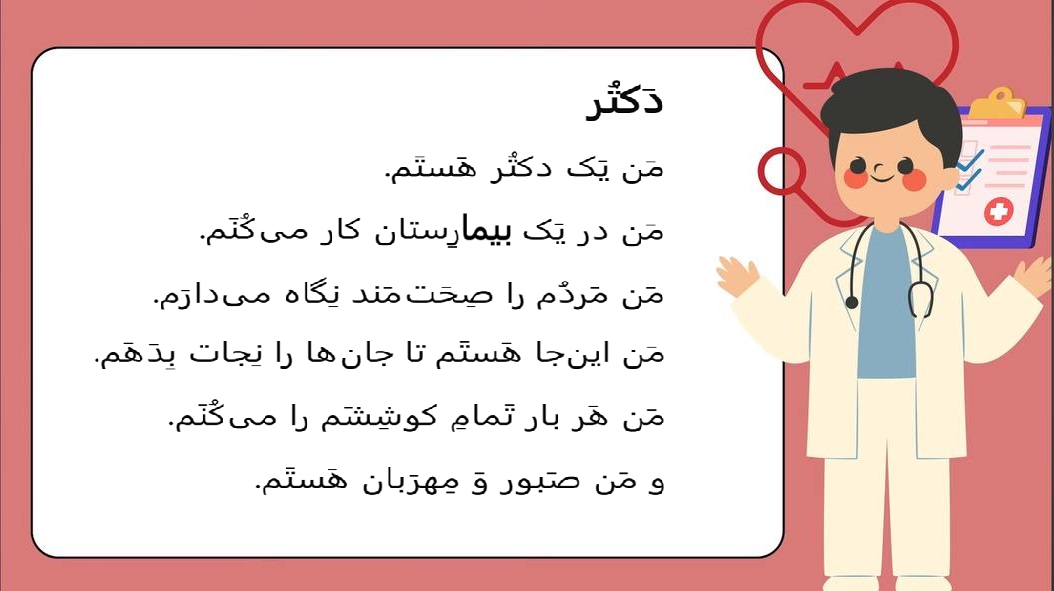 دَکتُر
مَن یَک دکتُر هَستَم.
مَن در یَک بیمارِستان کار می‌کُنَم.
مَن مَردُم را صِحَت‌مَند نِگاه می‌دارَم.
مَن این‌جا هَستَم تا جان‌ها را نِجات بِدَهَم.
مَن هَر بار تَمامِ کوشِشَم را می‌کُنَم.
و مَن صَبور وَ مِهرَبان هَستَم.